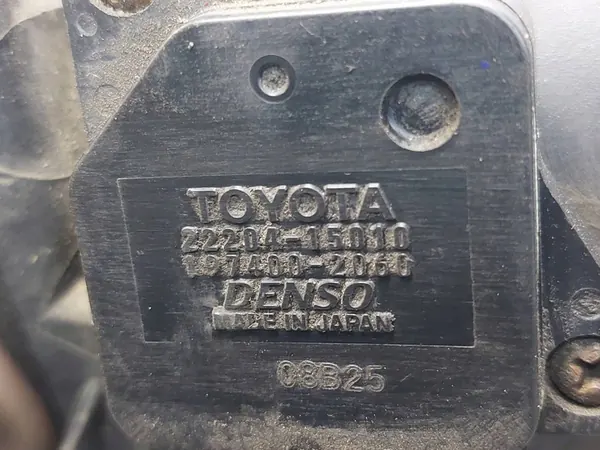 TOYOTA
22204-15010
197400-2060
DENSO
MADE IN JAPAN
08B25